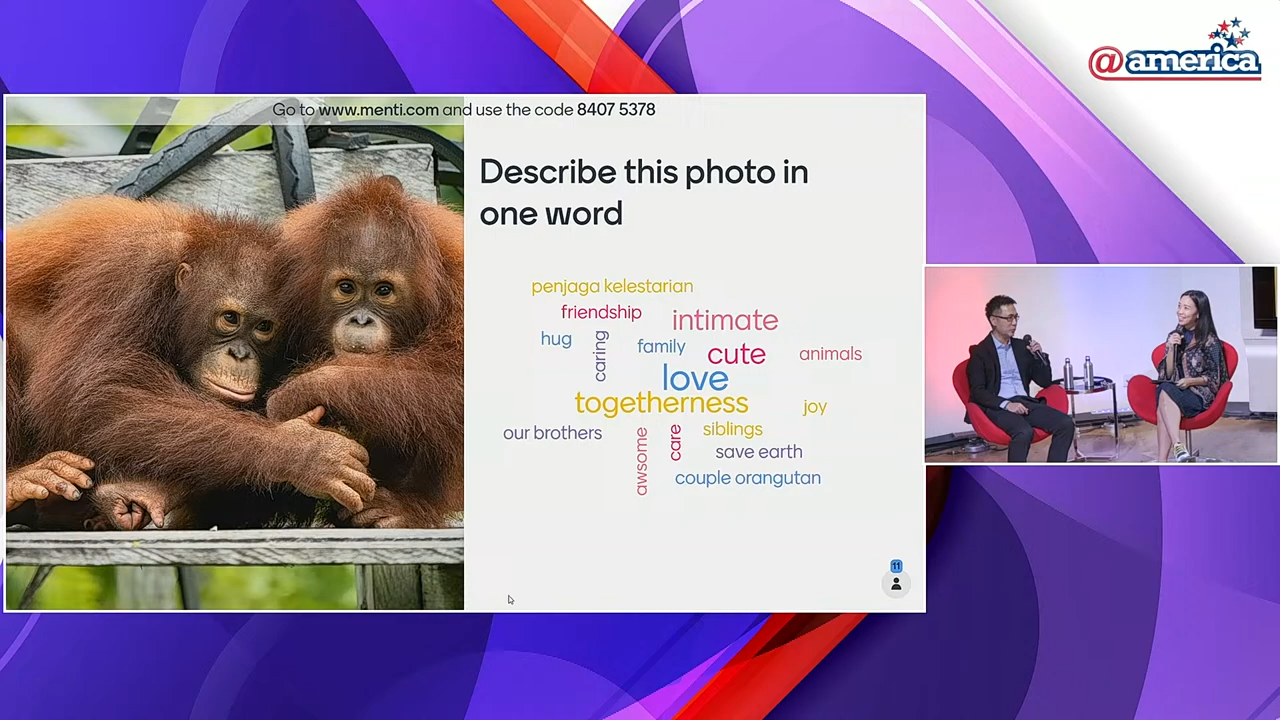 @america
Go to www.menti.com and use the code 8407 5378
Describe this photo in
one word
penjaga kelestarian
friendship
intimate
hug
caring
family
cute
animals
love
togetherness
joy
our brothers
awsome
care
siblings
save earth
couple orangutan
11